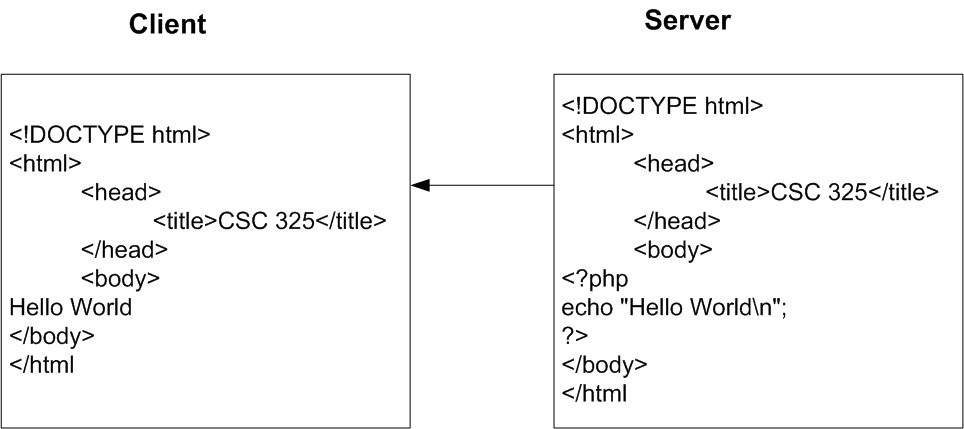 Client
<!DOCTYPE html>
<html>
<head>
<title>CSC 325</title>
</head>
<body>
Hello World
</body>
</html
Server
<!DOCTYPE html>
<html>
<head>
<title>CSC 325</title>
</head>
<body>
<?php
echo "Hello World\n";
?>
</body>
</html